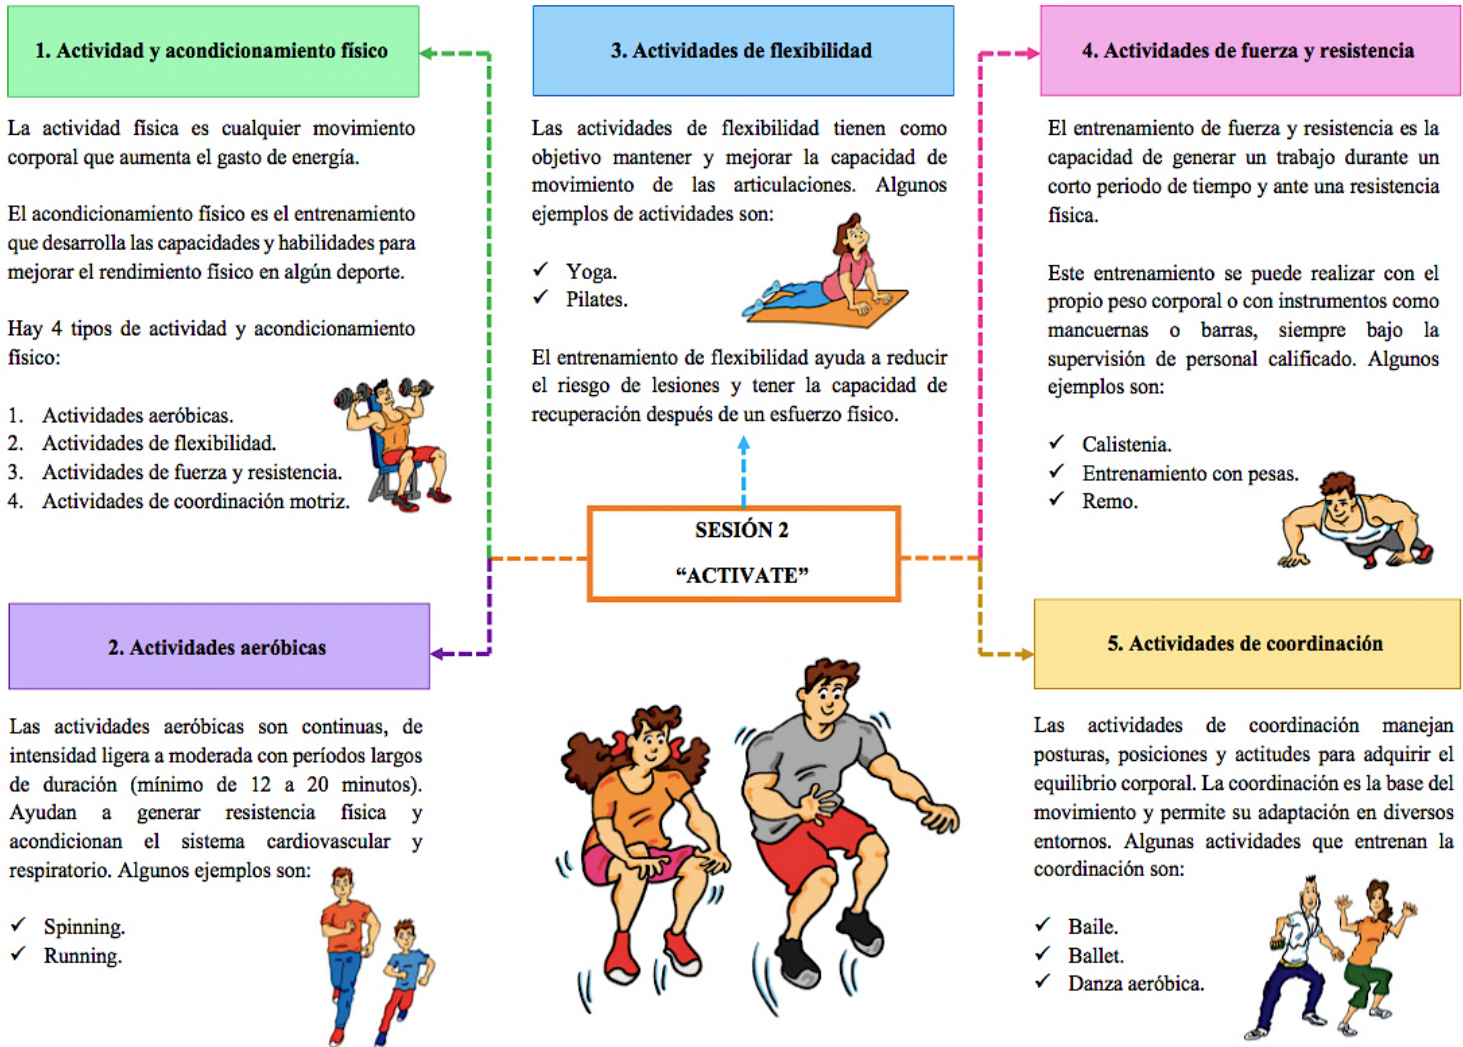 1. Actividad y acondicionamiento físico
La actividad física es cualquier movimiento
corporal que aumenta el gasto de energía.
El acondicionamiento físico es el entrenamiento
que desarrolla las capacidades y habilidades para
mejorar el rendimiento físico en algún deporte.
Hay 4 tipos de actividad y acondicionamiento
físico:
1. Actividades aeróbicas.
2. Actividades de flexibilidad.
3. Actividades de fuerza y resistencia.
4. Actividades de coordinación motriz.
2. Actividades aeróbicas
Las actividades aeróbicas son continuas, de
intensidad ligera a moderada con períodos largos
de duración (mínimo de 12 a 20 minutos).
Ayudan a generar resistencia física y
acondicionan el sistema cardiovascular y
respiratorio. Algunos ejemplos son:
✓ Spinning.
✓ Running.
3. Actividades de flexibilidad
Las actividades de flexibilidad tienen como
objetivo mantener y mejorar la capacidad de
movimiento de las articulaciones. Algunos
ejemplos de actividades son:
✓ Yoga.
✓ Pilates.
El entrenamiento de flexibilidad ayuda a reducir
el riesgo de lesiones y tener la capacidad de
recuperación después de un esfuerzo físico.
SESIÓN 2
“ACTIVATE”
4. Actividades de fuerza y resistencia
El entrenamiento de fuerza y resistencia es la
capacidad de generar un trabajo durante un
corto periodo de tiempo y ante una resistencia
física.
Este entrenamiento se puede realizar con el
propio peso corporal o con instrumentos como
mancuernas o barras, siempre bajo la
supervisión de personal calificado. Algunos
ejemplos son:
✓ Calistenia.
✓ Entrenamiento con pesas.
✓ Remo.
5. Actividades de coordinación
Las actividades de coordinación manejan
posturas, posiciones y actitudes para adquirir el
equilibrio corporal. La coordinación es la base del
movimiento y permite su adaptación en diversos
entornos. Algunas actividades que entrenan la
coordinación son:
✓ Baile.
✓ Ballet.
✓ Danza aeróbica.